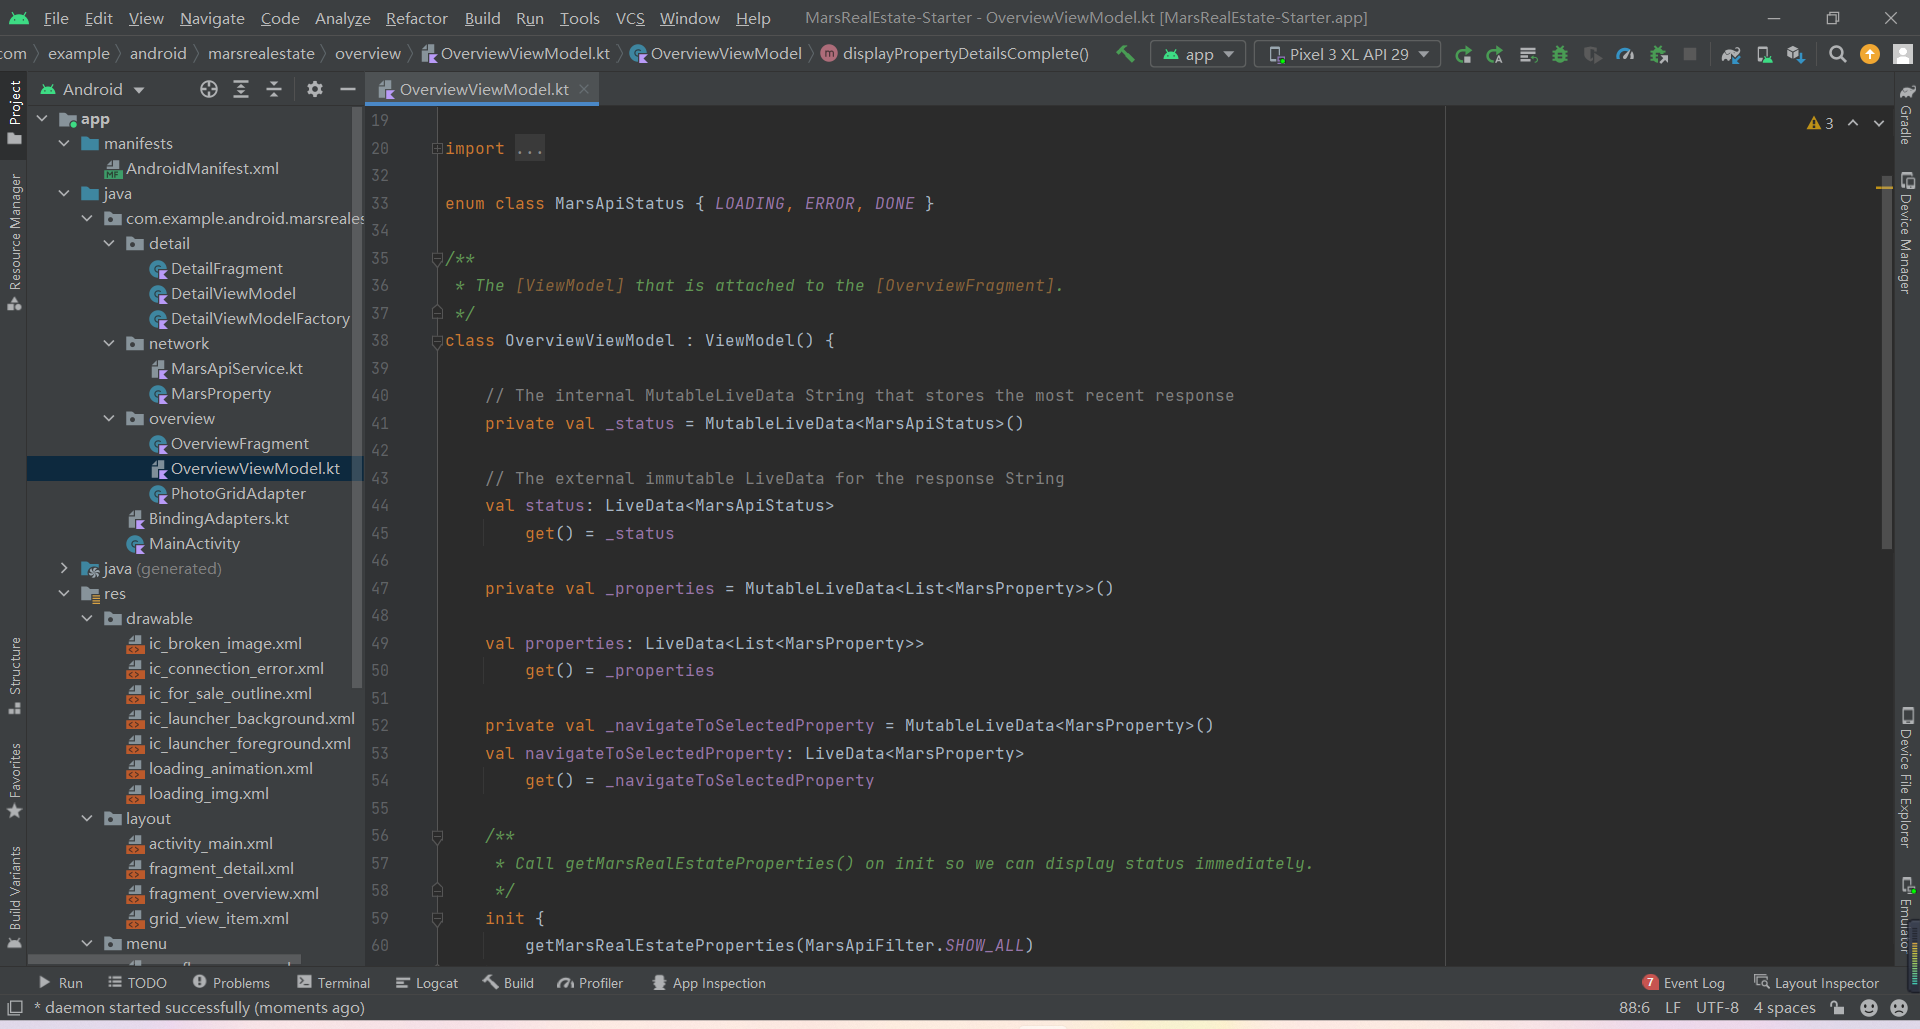 File Edit View Navigate Code Analyze Refactor Build Run Tools VCS Window Help MarsRealEstate-Starter - OverviewViewModel.kt [MarsRealEstate-Starter.app]
com example android marsrealestate overview OverviewViewModel.kt OverviewViewModel displayPropertyDetailsComplete() app Pixel 3 XL API 29
Project
Resource Manager
Structure
Favorites
Build Variants
Android
app
manifests
AndroidManifest.xml
java
com.example.android.marsreales
detail
DetailFragment
DetailViewModel
DetailViewModelFactory
network
MarsApiService.kt
MarsProperty
overview
OverviewFragment
OverviewViewModel.kt
PhotoGridAdapter
BindingAdapters.kt
MainActivity
java (generated)
res
drawable
ic_broken_image.xml
ic_connection_error.xml
ic_for_sale_outline.xml
ic_launcher_background.xml
ic_launcher_foreground.xml
loading_animation.xml
loading_img.xml
layout
activity_main.xml
fragment_detail.xml
fragment_overview.xml
grid_view_item.xml
menu
OverviewViewModel.kt
3
19
20 import ...
32
33 enum class MarsApiStatus { LOADING, ERROR, DONE }
34
35 /**
36 * The [ViewModel] that is attached to the [OverviewFragment].
37 */
38 class OverviewViewModel : ViewModel() {
39
40 // The internal MutableLiveData String that stores the most recent response
41 private val _status = MutableLiveData<MarsApiStatus>()
42
43 // The external immutable LiveData for the response String
44 val status: LiveData<MarsApiStatus>
45 get() = _status
46
47 private val _properties = MutableLiveData<List<MarsProperty>>()
48
49 val properties: LiveData<List<MarsProperty>>
50 get() = _properties
51
52 private val _navigateToSelectedProperty = MutableLiveData<MarsProperty>()
53 val navigateToSelectedProperty: LiveData<MarsProperty>
54 get() = _navigateToSelectedProperty
55
56 /**
57 * Call getMarsRealEstateProperties() on init so we can display status immediately.
58 */
59 init {
60 getMarsRealEstateProperties(MarsApiFilter.SHOW_ALL)
Gradle
Device Manager
Device File Explorer
Emulator
Run TODO Problems Terminal Logcat Build Profiler App Inspection 7 Event Log Layout Inspector
* daemon started successfully (moments ago) 88:6 LF UTF-8 4 spaces